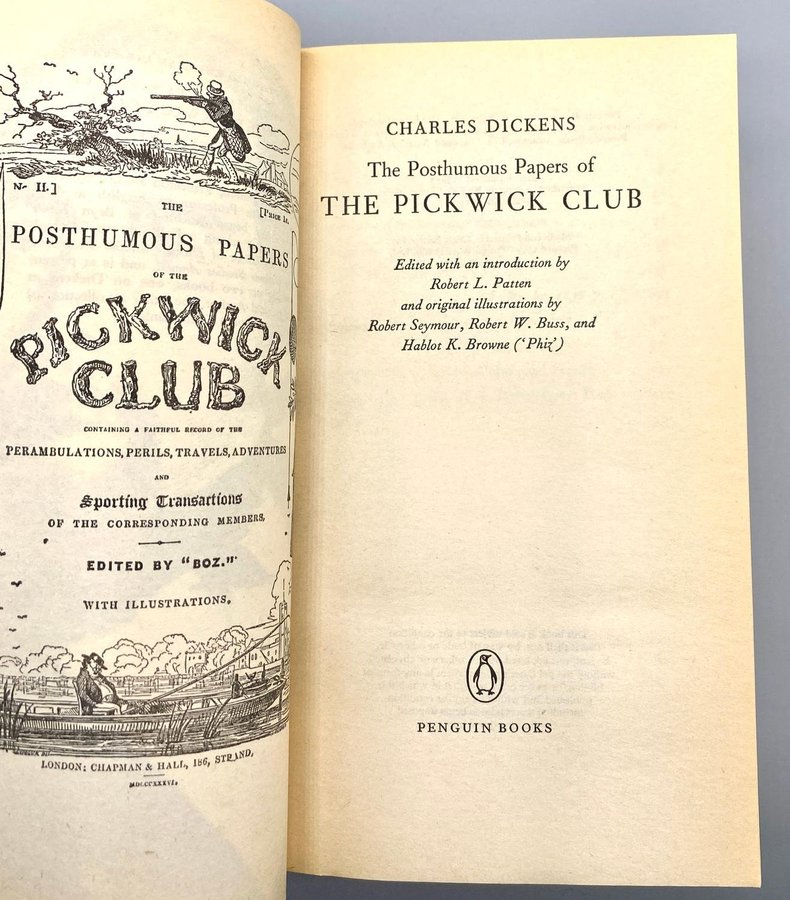 Nº II.]
[PRICE 1s.
THE
POSTHUMOUS PAPERS
OF THE
PICKWICK
CLUB
CONTAINING A FAITHFUL RECORD OF THE
PERAMBULATIONS, PERILS, TRAVELS, ADVENTURES
AND
Sporting Transactions
OF THE CORRESPONDING MEMBERS.
EDITED BY "BOZ."
WITH ILLUSTRATIONS.
LONDON: CHAPMAN & HALL, 186, STRAND.
MDCCCXXXVI.
CHARLES DICKENS
The Posthumous Papers of
THE PICKWICK CLUB
Edited with an introduction by
Robert L. Patten
and original illustrations by
Robert Seymour, Robert W. Buss, and
Hablot K. Browne ('Phiz')
PENGUIN BOOKS